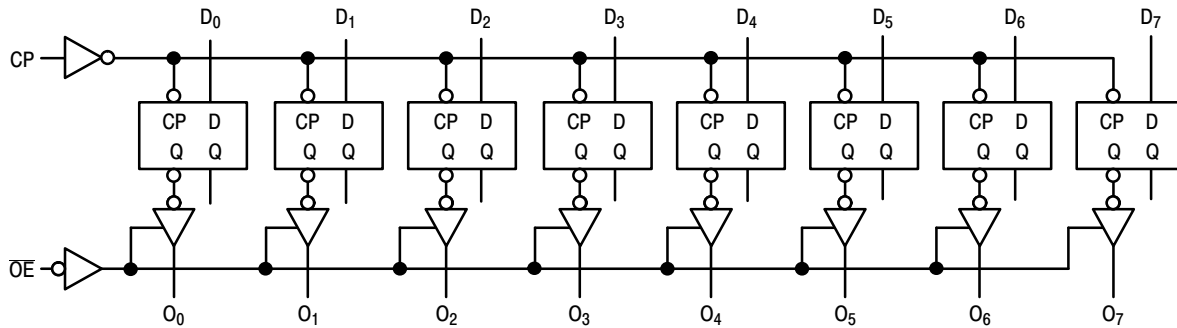 D₀ D₁ D₂ D₃ D₄ D₅ D₆ D₇
CP
CP D CP D CP D CP D CP D CP D CP D CP D
Q Q Q Q Q Q Q Q Q Q Q Q Q Q Q Q
O̅E̅
O₀ O₁ O₂ O₃ O₄ O₅ O₆ O₇